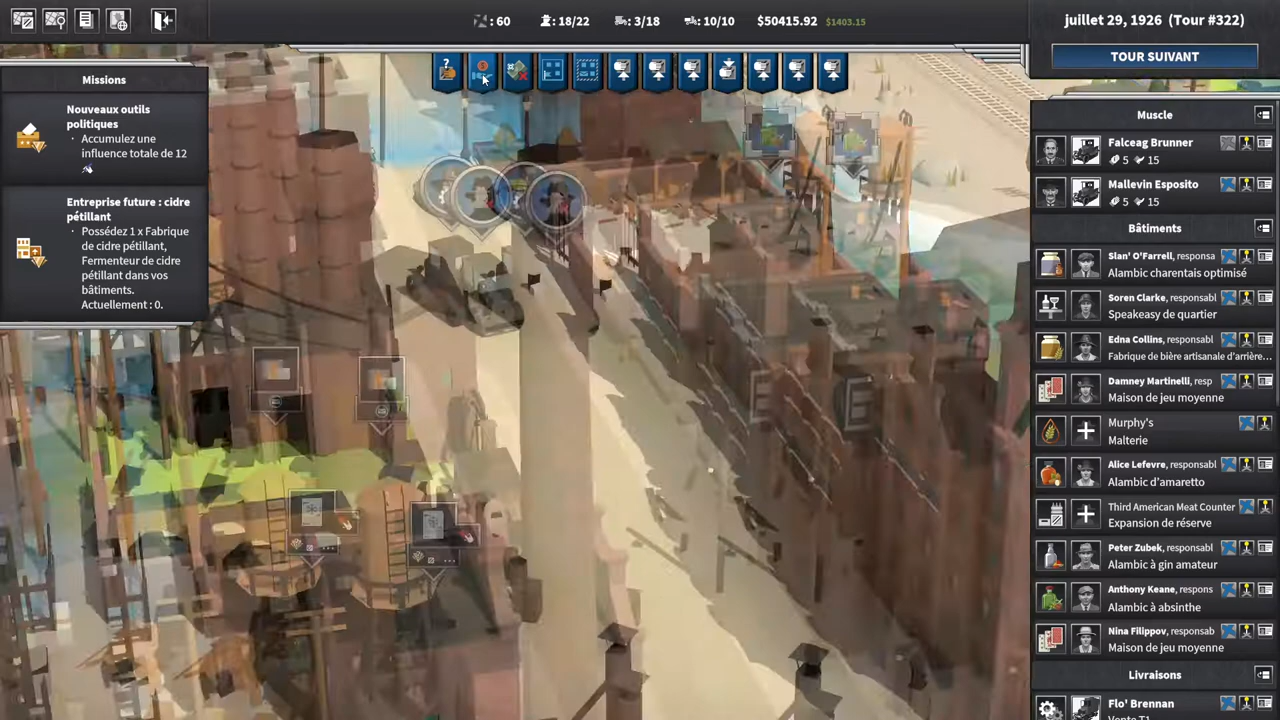 : 60
: 18/22
: 3/18
: 10/10
$50415.92
$1403.15
juillet 29, 1926 (Tour #322)
TOUR SUIVANT
Missions
Nouveaux outils
politiques
· Accumulez une
influence totale de 12
Entreprise future : cidre
pétillant
· Possédez 1 x Fabrique
de cidre pétillant,
Fermenteur de cidre
pétillant dans vos
bâtiments.
Actuellement : 0.
Muscle
Falceag Brunner
5 15
Mallevin Esposito
5 15
Bâtiments
Slan' O'Farrell, responsa
Alambic charentais optimisé
Soren Clarke, responsabl
Speakeasy de quartier
Edna Collins, responsabl
Fabrique de bière artisanale d'arrière...
Damney Martinelli, resp
Maison de jeu moyenne
Murphy's
Malterie
Alice Lefevre, responsabl
Alambic d'amaretto
Third American Meat Counter
Expansion de réserve
Peter Zubek, responsabl
Alambic à gin amateur
Anthony Keane, respons
Alambic à absinthe
Nina Filippov, responsab
Maison de jeu moyenne
Livraisons
Flo' Brennan
Vente T1